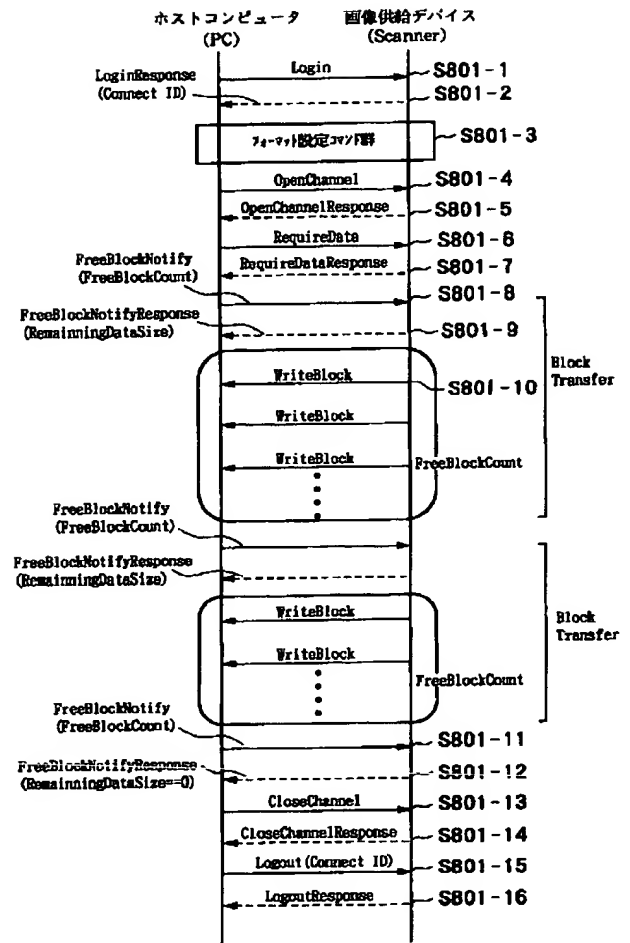 ホストコンピュータ 画像供給デバイス
(PC) (Scanner)
Login S801-1
LoginResponse
(Connect ID) S801-2
フォーマット設定コマンド群 S801-3
OpenChannel S801-4
OpenChannelResponse S801-5
RequireData S801-6
FreeBlockNotify
(FreeBlockCount)
RequireDataResponse S801-7
S801-8
FreeBlockNotifyResponse
(RemainningDataSize) S801-9
Block
Transfer
WriteBlock S801-10
WriteBlock
WriteBlock FreeBlockCount
FreeBlockNotify
(FreeBlockCount)
FreeBlockNotifyResponse
(RemainningDataSize)
Block
Transfer
WriteBlock
WriteBlock
FreeBlockCount
FreeBlockNotify
(FreeBlockCount)
S801-11
FreeBlockNotifyResponse
(RemainningDataSize==0) S801-12
CloseChannel S801-13
CloseChannelResponse S801-14
Logout(Connect ID) S801-15
LogoutResponse S801-16